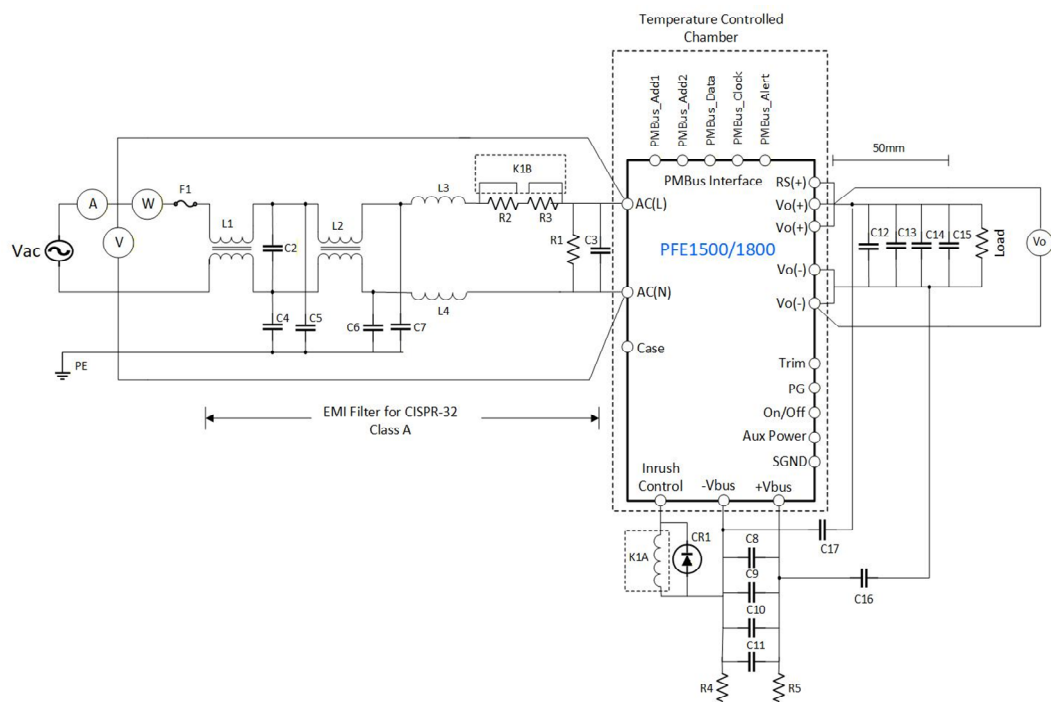 Temperature Controlled
Chamber
PMBus_Add1
PMBus_Add2
PMBus_Data
PMBus_Clock
PMBus_Alert
50mm
K1B
PMBus Interface
RS(+)
A
W
F1
L3
R2
R3
AC(L)
Vo(+)
Vac
V
L1
C2
L2
R1
C3
Vo(+)
PFE1500/1800
C12
C13
C14
C15
Load
Vo
Vo(-)
AC(N)
L4
Vo(-)
C4
C5
C6
C7
Case
PE
Trim
PG
EMI Filter for CISPR-32
Class A
On/Off
Aux Power
SGND
Inrush
Control
-Vbus
+Vbus
K1A
CR1
C8
C17
C9
C16
C10
C11
R4
R5